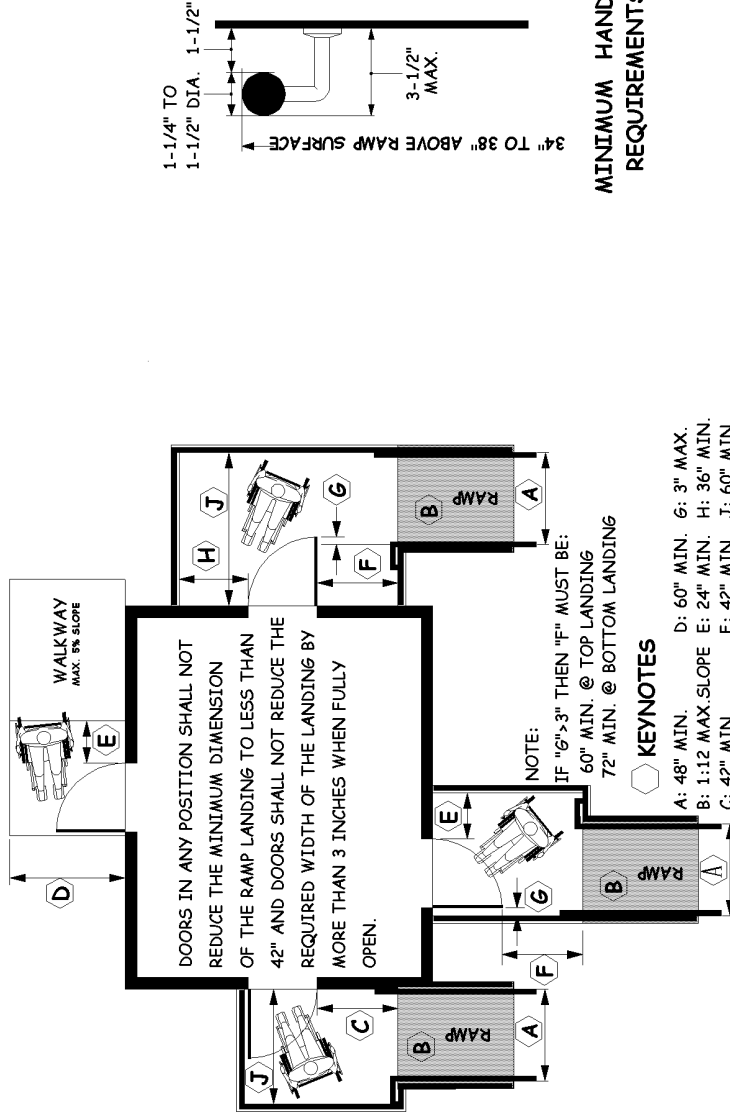 WALKWAY
MAX. 5% SLOPE
D
E
DOORS IN ANY POSITION SHALL NOT
REDUCE THE MINIMUM DIMENSION
OF THE RAMP LANDING TO LESS THAN
42" AND DOORS SHALL NOT REDUCE THE
REQUIRED WIDTH OF THE LANDING BY
MORE THAN 3 INCHES WHEN FULLY
OPEN.
H
J
G
F
B
RAMP
A
J
C
B
RAMP
A
E
G
F
B
RAMP
A
NOTE:
IF "G">3" THEN "F" MUST BE:
60" MIN. @ TOP LANDING
72" MIN. @ BOTTOM LANDING
KEYNOTES
A: 48" MIN. D: 60" MIN. G: 3" MAX.
B: 1:12 MAX.SLOPE E: 24" MIN. H: 36" MIN.
C: 42" MIN F: 42" MIN J: 60" MIN
1-1/4" TO
1-1/2" DIA.
1-1/2"
3-1/2"
MAX.
34" TO 38" ABOVE RAMP SURFACE
MINIMUM HAND
REQUIREMENTS